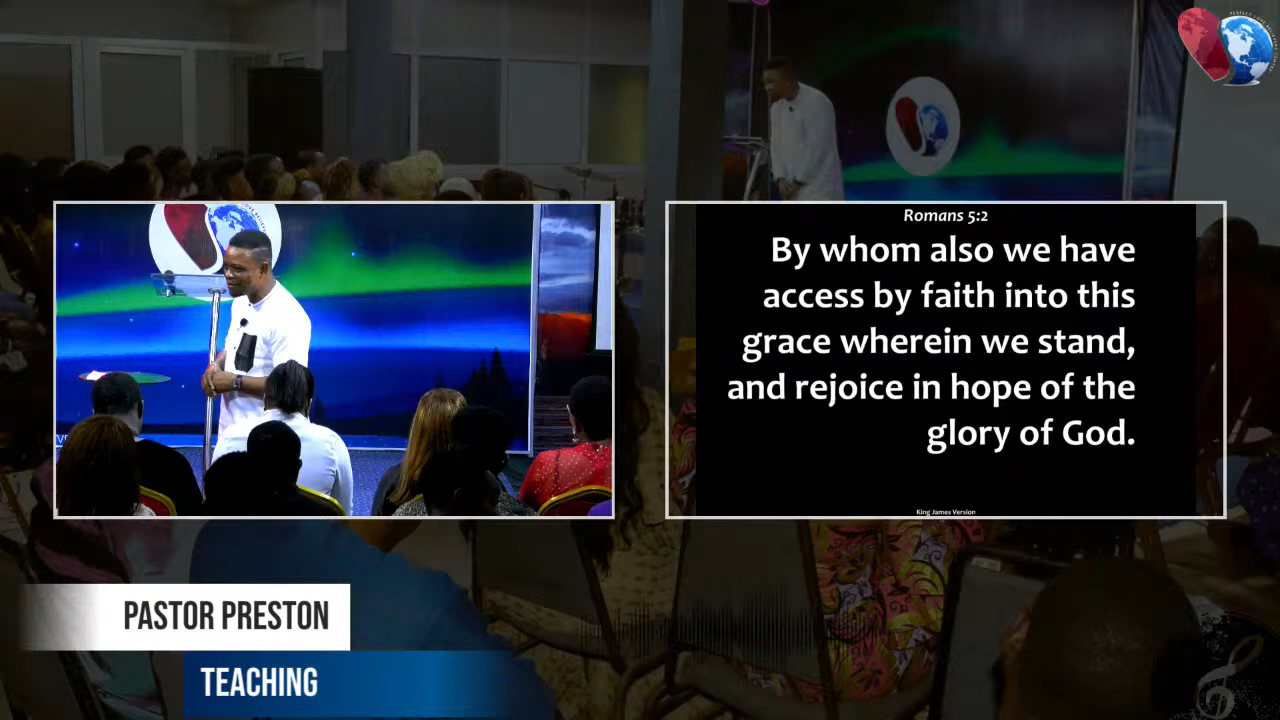 Romans 5:2
By whom also we have
access by faith into this
grace wherein we stand,
and rejoice in hope of the
glory of God.
King James Version
PASTOR PRESTON
TEACHING